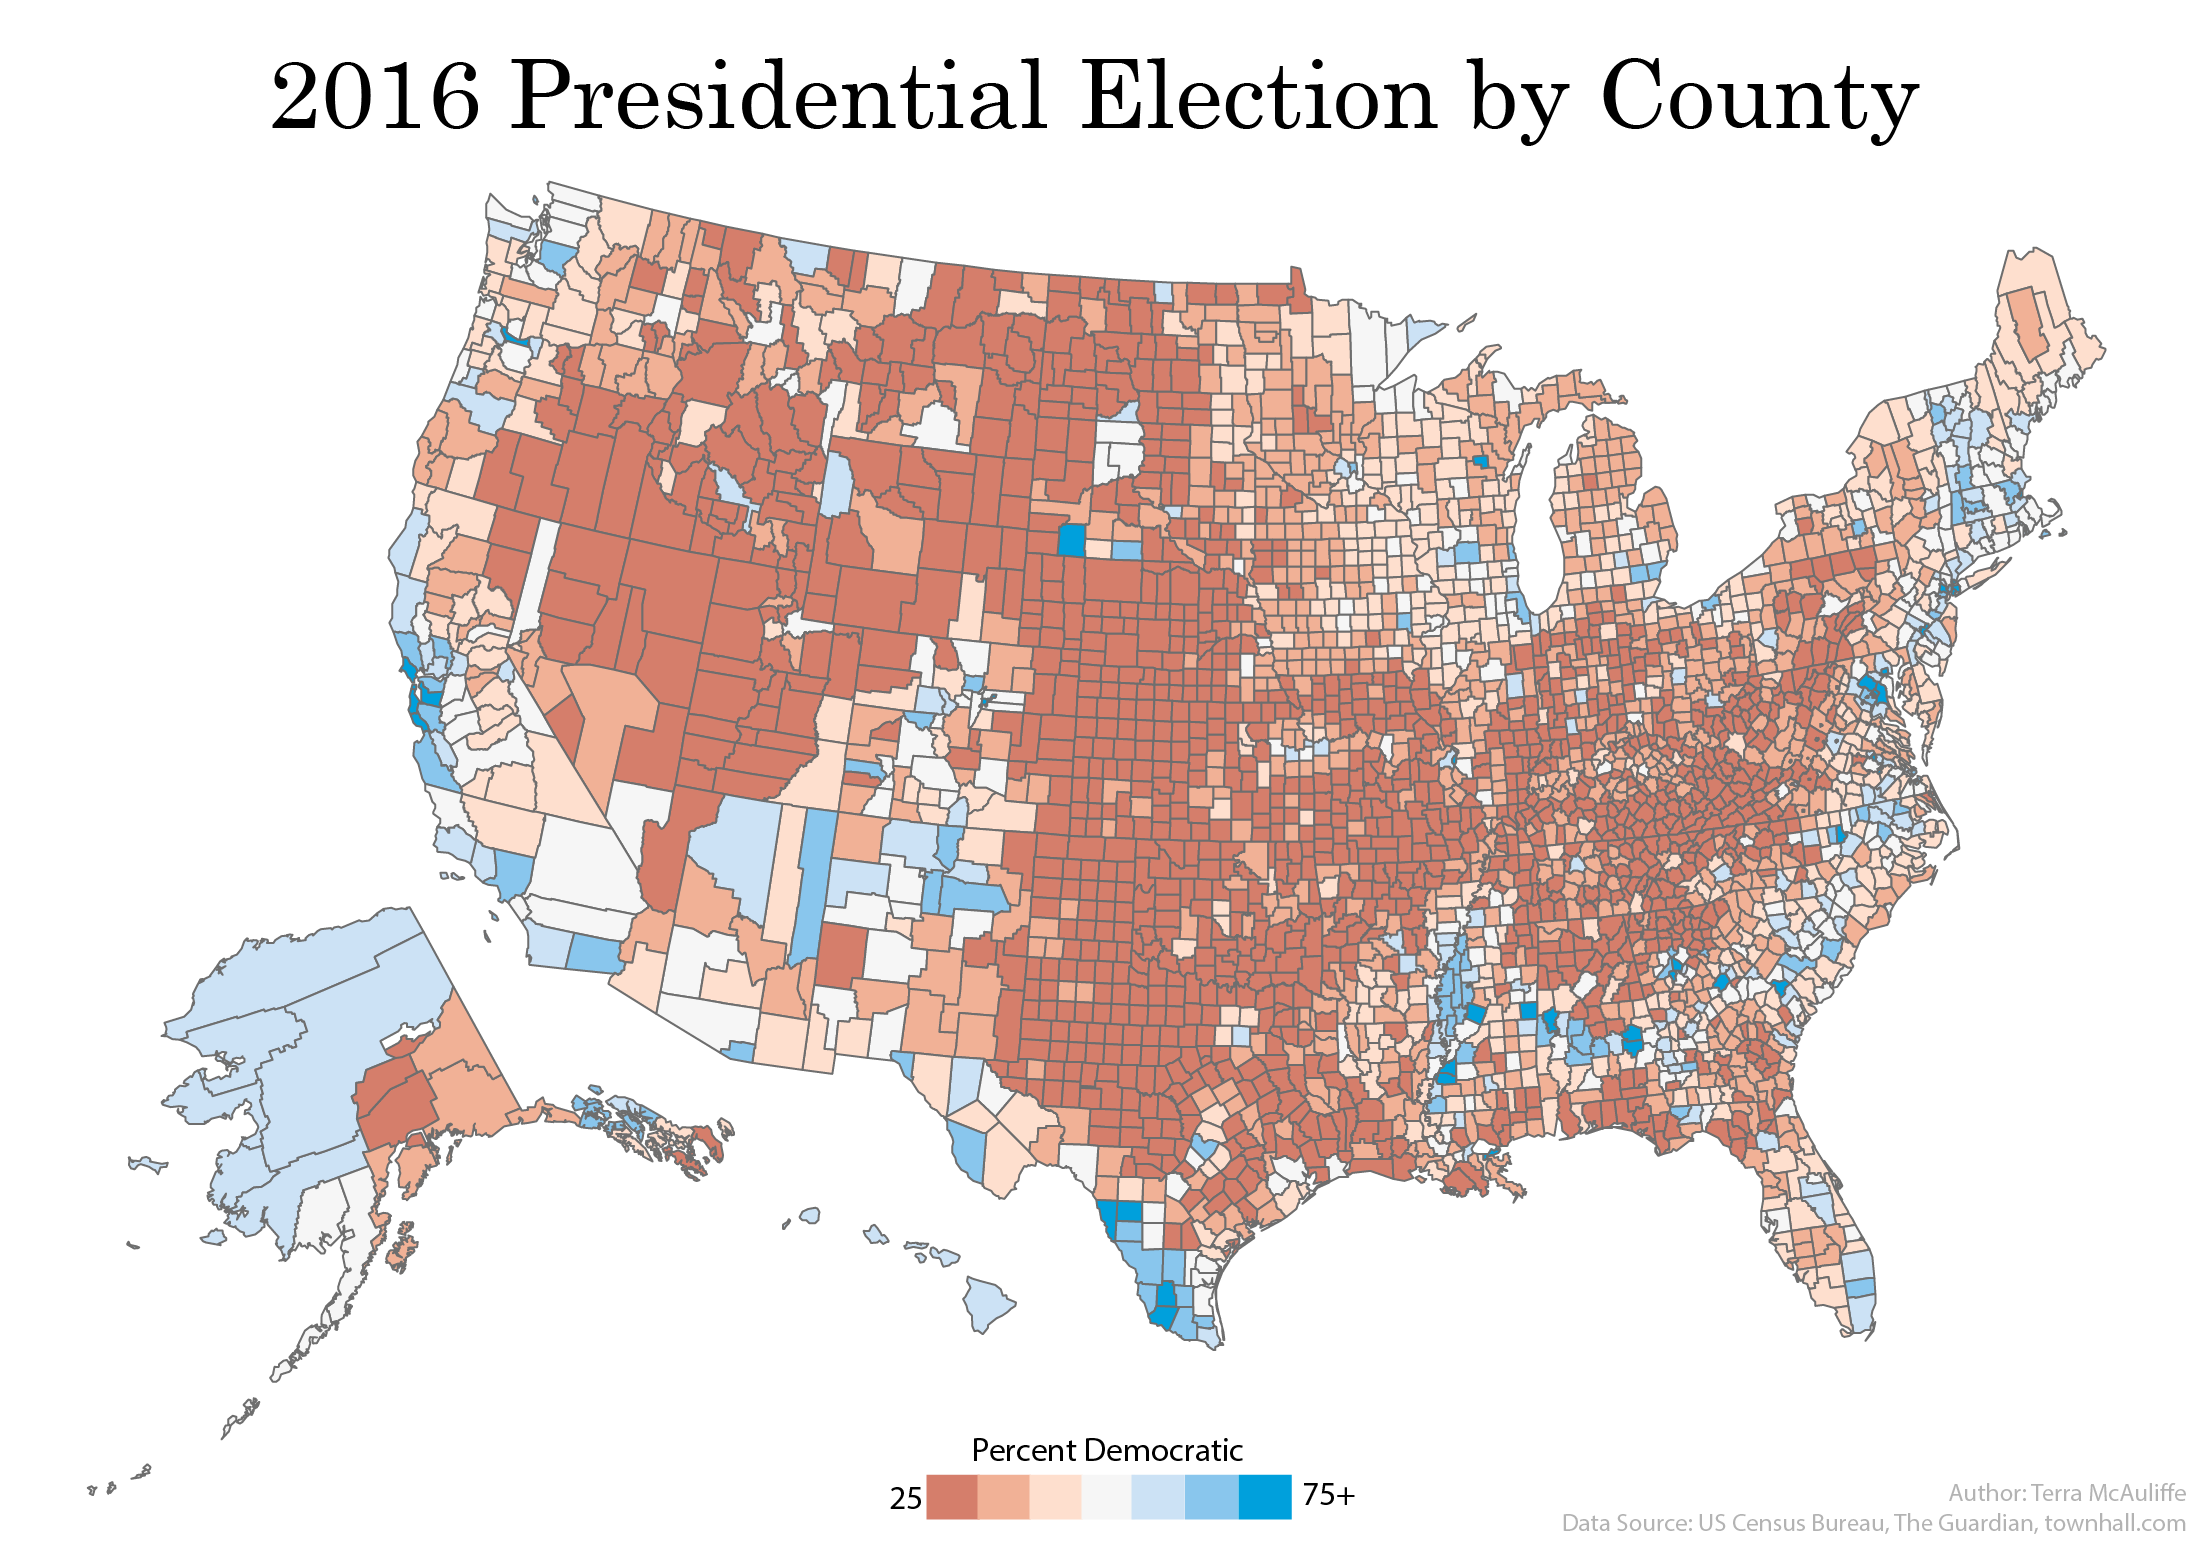 2016 Presidential Election by County
Percent Democratic
25 75+
Author: Terra McAuliffe
Data Source: US Census Bureau, The Guardian, townhall.com